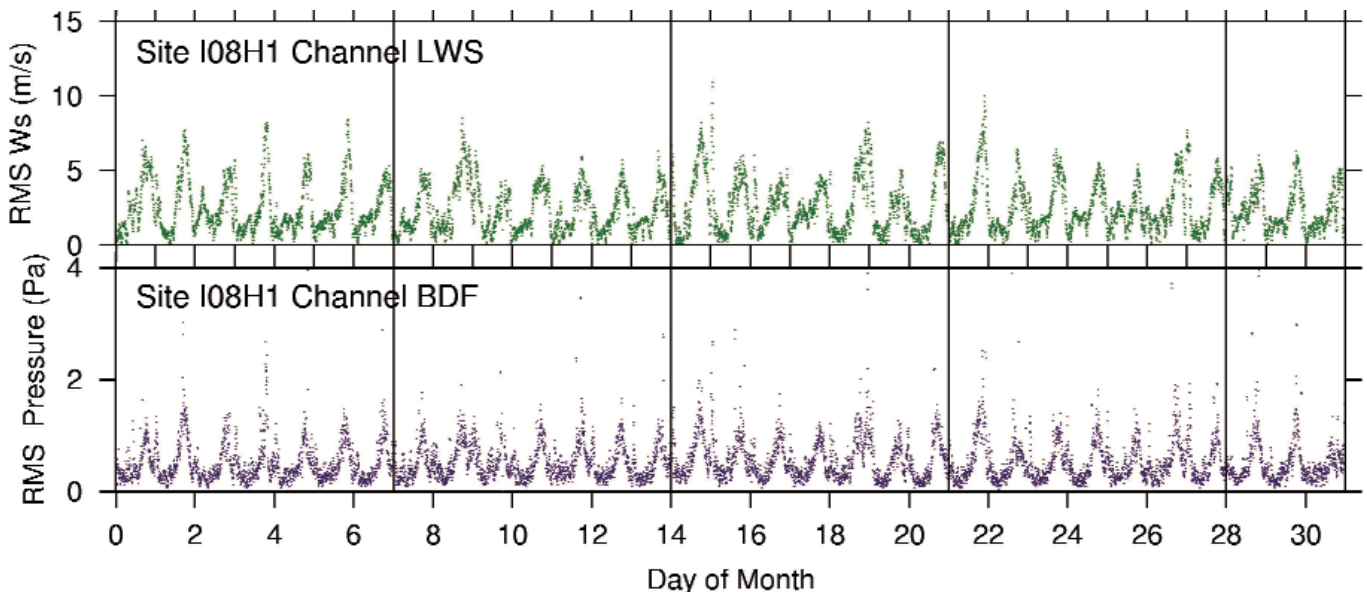 15
10
5
0
RMS Ws (m/s)
Site I08H1 Channel LWS
4
2
0
RMS Pressure (Pa)
Site I08H1 Channel BDF
0 2 4 6 8 10 12 14 16 18 20 22 24 26 28 30
Day of Month